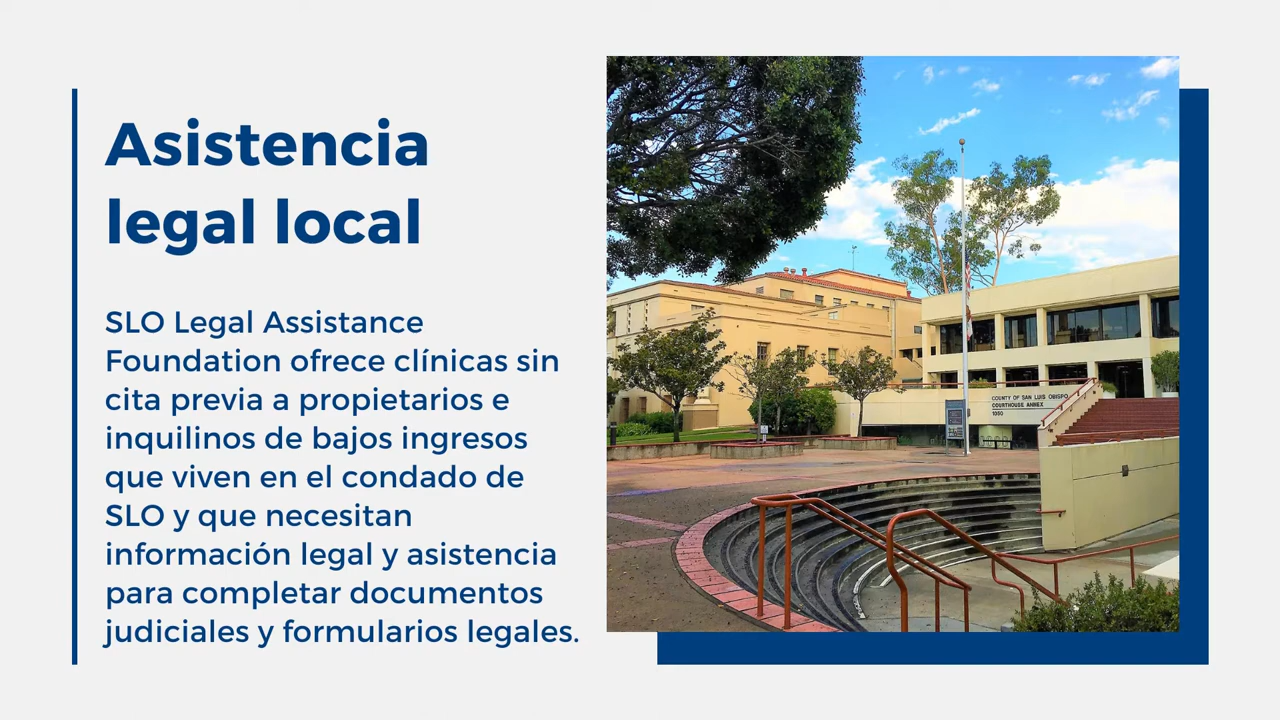 Asistencia
legal local
SLO Legal Assistance
Foundation ofrece clínicas sin
cita previa a propietarios e
inquilinos de bajos ingresos
que viven en el condado de
SLO y que necesitan
información legal y asistencia
para completar documentos
judiciales y formularios legales.
COUNTY OF SAN LUIS OBISPO
COURTHOUSE ANNEX
1050